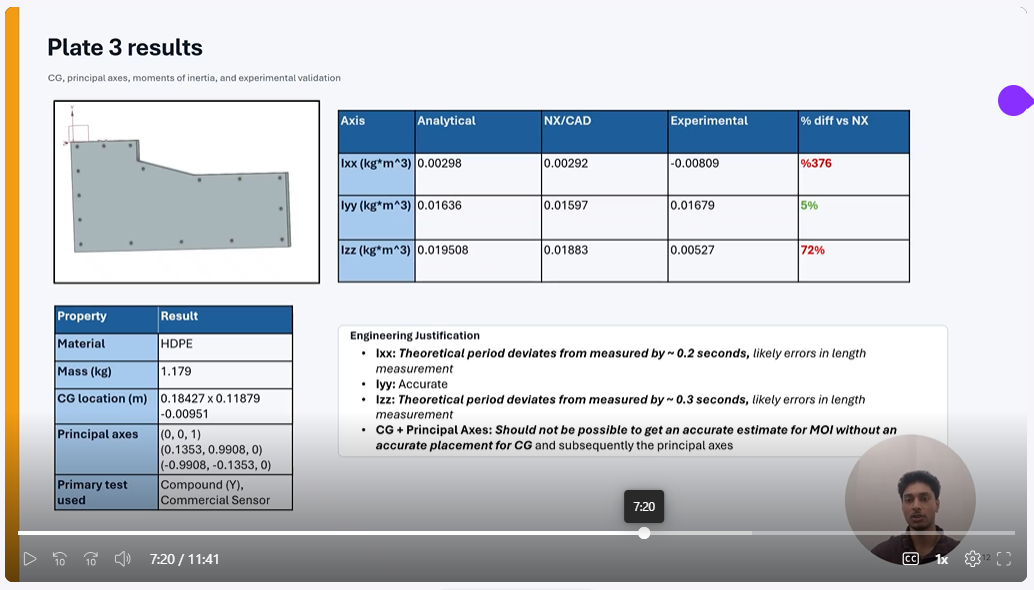 Plate 3 results
CG, principal axes, moments of inertia, and experimental validation
Axis Analytical NX/CAD Experimental % diff vs NX
Ixx (kg*m^3) 0.00298 0.00292 -0.00809 %376
Iyy (kg*m^3) 0.01636 0.01597 0.01679 5%
Izz (kg*m^3) 0.019508 0.01883 0.00527 72%
Property Result
Material HDPE
Mass (kg) 1.179
CG location (m) 0.18427 x 0.11879
-0.00951
Principal axes (0, 0, 1)
(0.1353, 0.9908, 0)
(-0.9908, -0.1353, 0)
Primary test Compound (Y),
used Commercial Sensor
Engineering Justification
• Ixx: Theoretical period deviates from measured by ~ 0.2 seconds, likely errors in length
measurement
• Iyy: Accurate
• Izz: Theoretical period deviates from measured by ~ 0.3 seconds, likely errors in length
measurement
• CG + Principal Axes: Should not be possible to get an accurate estimate for MOI without an
accurate placement for CG and subsequently the principal axes
7:20
10 10 7:20 / 11:41 CC 1x 12